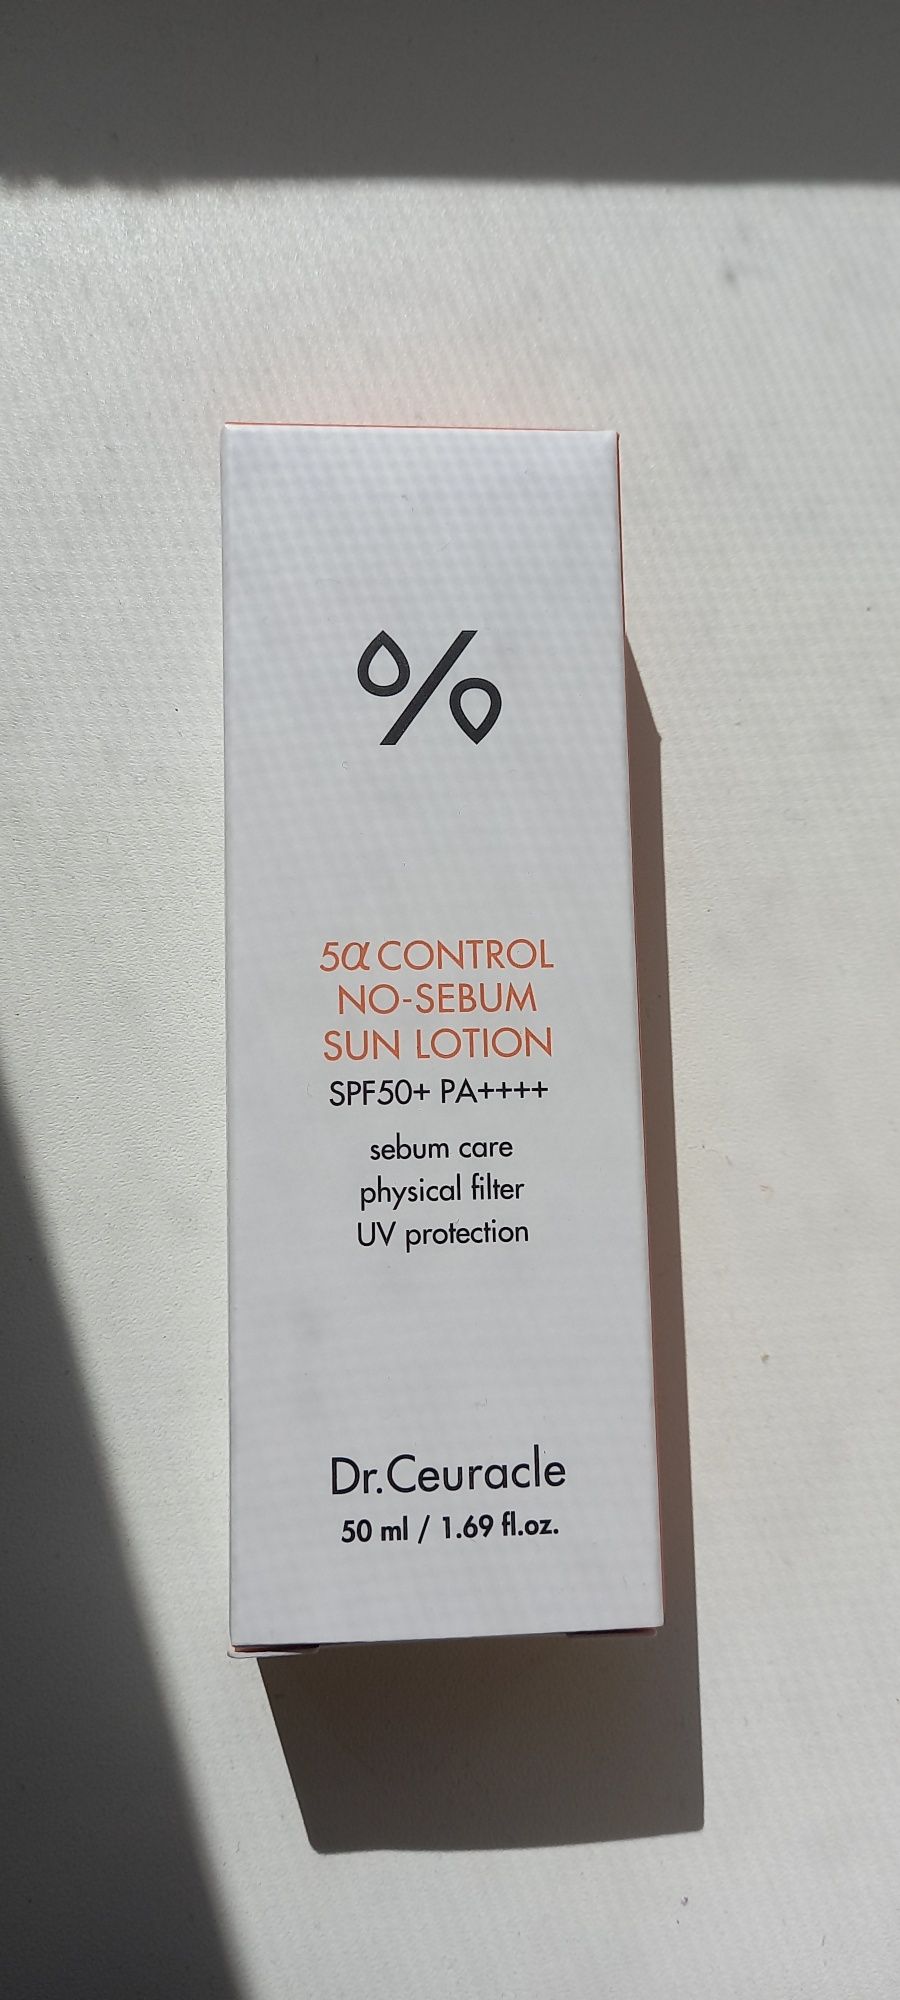 5α CONTROL
NO-SEBUM
SUN LOTION
SPF50+ PA++++
sebum care
physical filter
UV protection
Dr.Ceuracle
50 ml / 1.69 fl.oz.